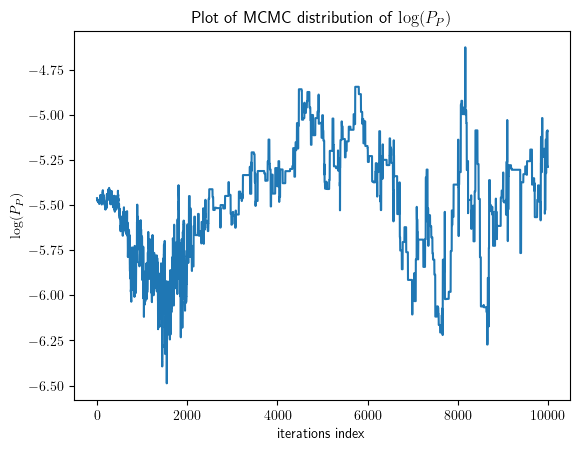 Plot of MCMC distribution of log(P_P)
log(P_P)
−4.75
−5.00
−5.25
−5.50
−5.75
−6.00
−6.25
−6.50
0 2000 4000 6000 8000 10000
iterations index